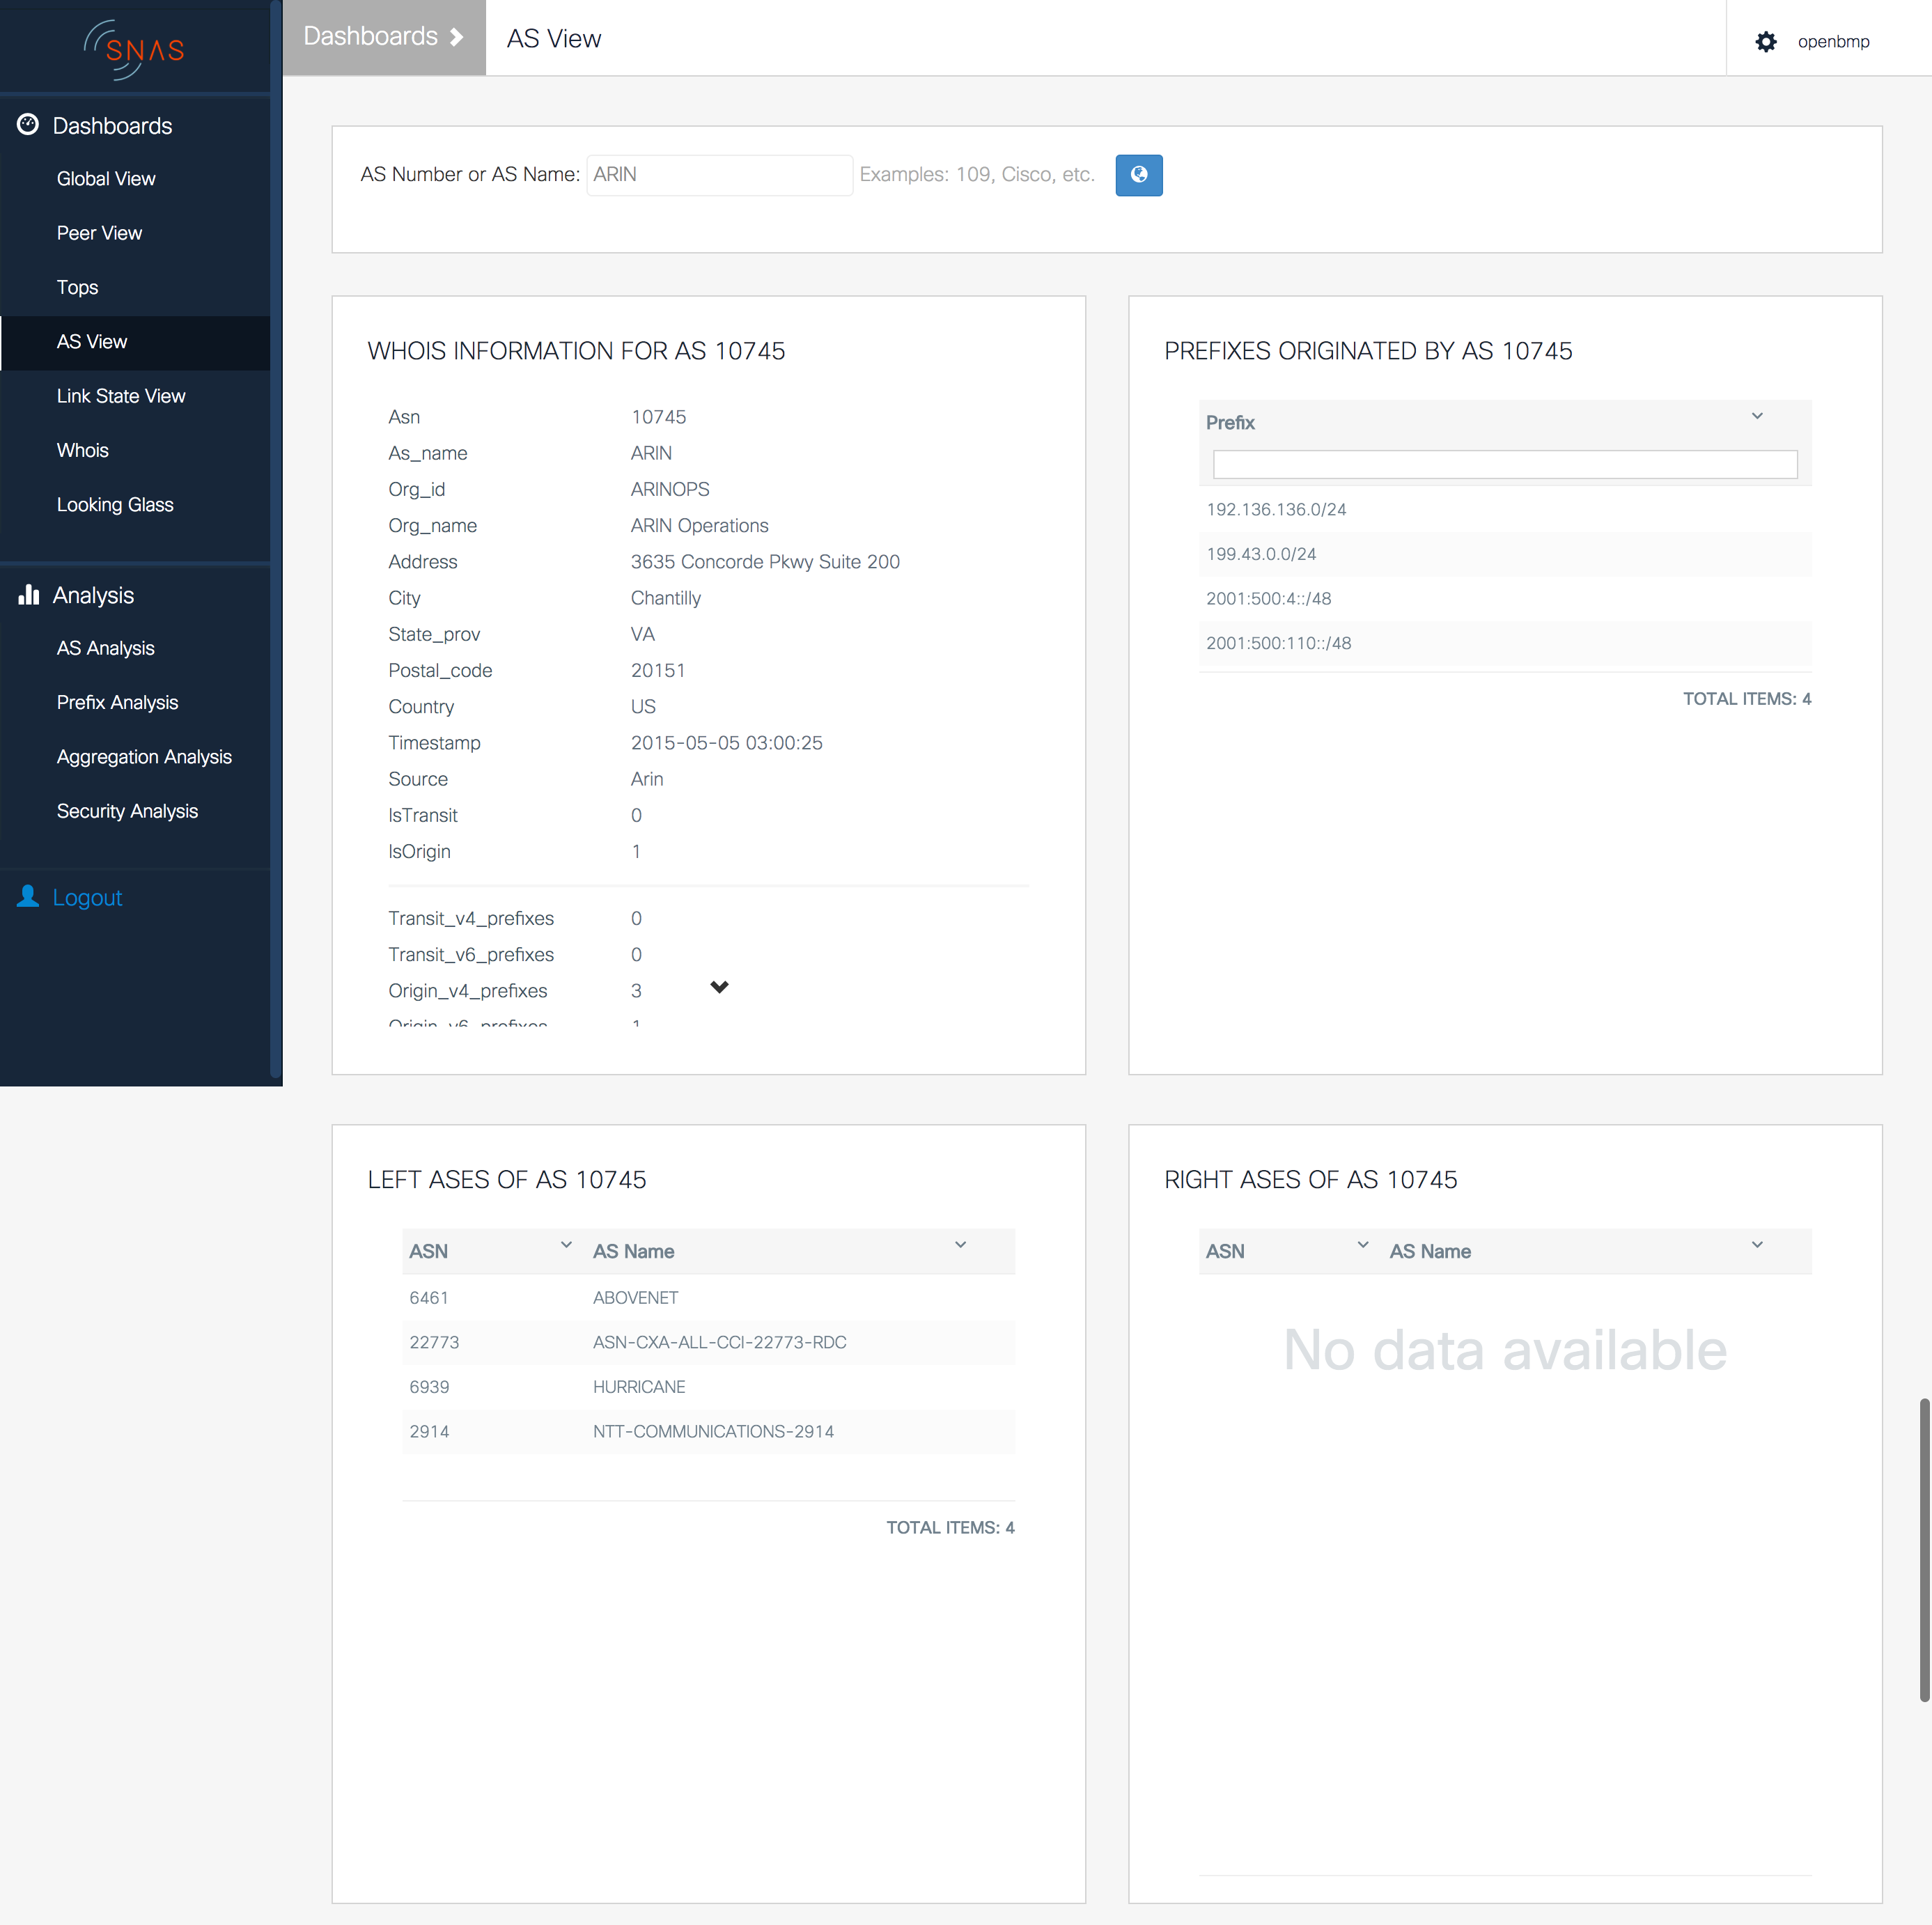 SNAS
Dashboards
Global View
Peer View
Tops
AS View
Link State View
Whois
Looking Glass
Analysis
AS Analysis
Prefix Analysis
Aggregation Analysis
Security Analysis
Logout
Dashboards
AS View
openbmp
AS Number or AS Name: ARIN Examples: 109, Cisco, etc.
WHOIS INFORMATION FOR AS 10745
Asn 10745
As_name ARIN
Org_id ARINOPS
Org_name ARIN Operations
Address 3635 Concorde Pkwy Suite 200
City Chantilly
State_prov VA
Postal_code 20151
Country US
Timestamp 2015-05-05 03:00:25
Source Arin
IsTransit 0
IsOrigin 1
Transit_v4_prefixes 0
Transit_v6_prefixes 0
Origin_v4_prefixes 3
Origin_v6_prefixes 1
PREFIXES ORIGINATED BY AS 10745
Prefix
192.136.136.0/24
199.43.0.0/24
2001:500:4::/48
2001:500:110::/48
TOTAL ITEMS: 4
LEFT ASES OF AS 10745
ASN AS Name
6461 ABOVENET
22773 ASN-CXA-ALL-CCI-22773-RDC
6939 HURRICANE
2914 NTT-COMMUNICATIONS-2914
TOTAL ITEMS: 4
RIGHT ASES OF AS 10745
ASN AS Name
No data available